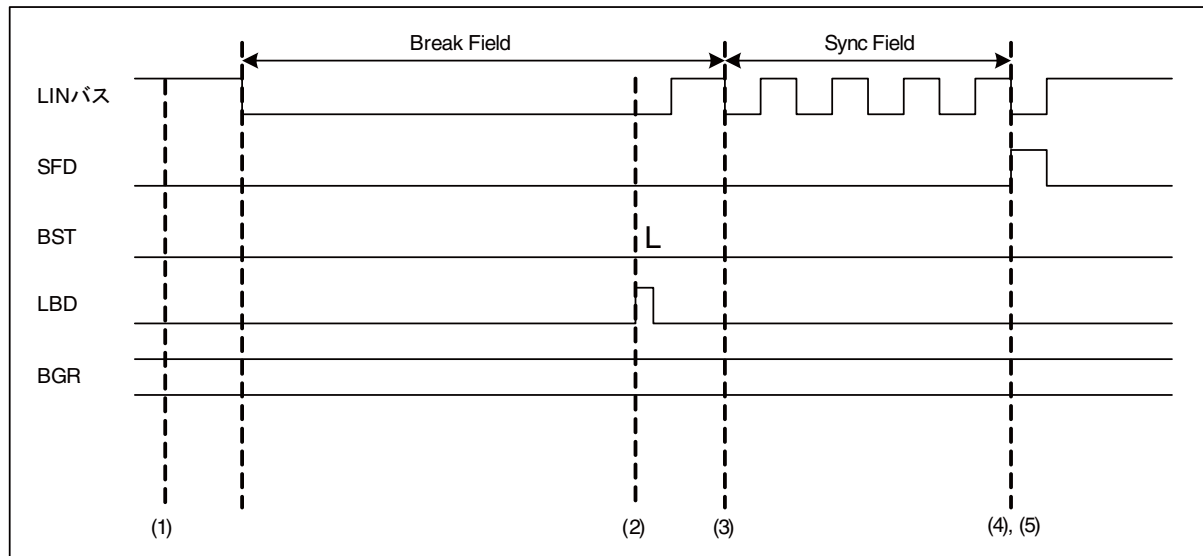 Break Field
Sync Field
LINバス
SFD
BST
L
LBD
BGR
(1)
(2)
(3)
(4), (5)